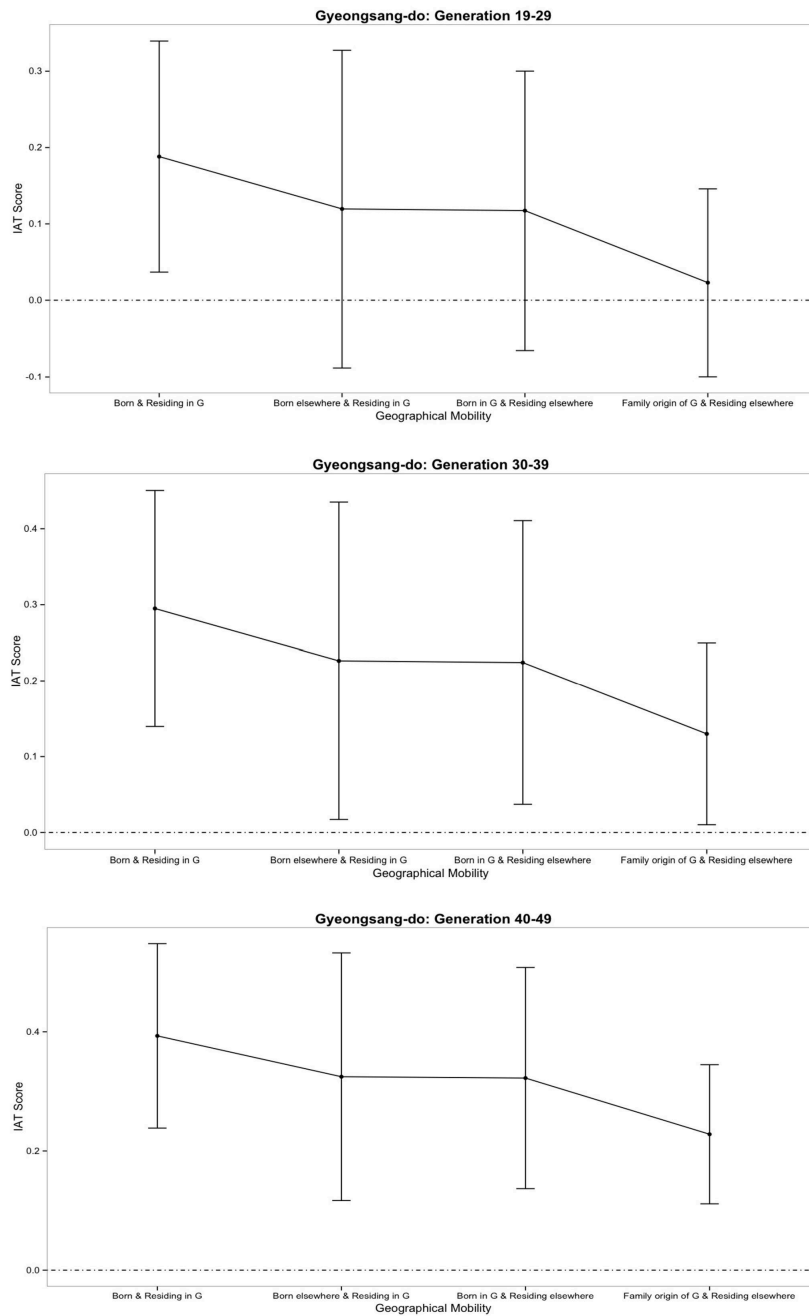 Gyeongsang-do: Generation 19-29
0.3
0.2
0.1
0.0
-0.1
IAT Score
Born & Residing in G
Born elsewhere & Residing in G
Born in G & Residing elsewhere
Family origin of G & Residing elsewhere
Geographical Mobility
Gyeongsang-do: Generation 30-39
0.4
0.3
0.2
0.1
0.0
IAT Score
Born & Residing in G
Born elsewhere & Residing in G
Born in G & Residing elsewhere
Family origin of G & Residing elsewhere
Geographical Mobility
Gyeongsang-do: Generation 40-49
0.4
0.2
0.0
IAT Score
Born & Residing in G
Born elsewhere & Residing in G
Born in G & Residing elsewhere
Family origin of G & Residing elsewhere
Geographical Mobility